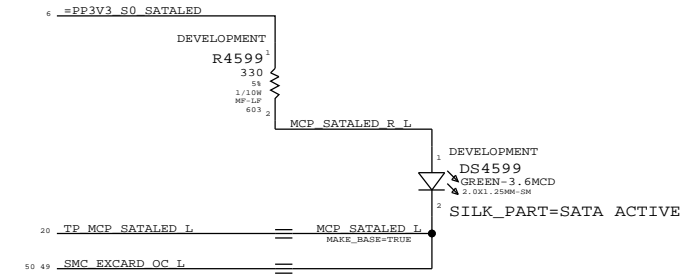 6 =PP3V3_S0_SATALED
DEVELOPMENT
R4599 1
330
5%
1/10W
MF-LF
603 2
MCP_SATALED_R_L
1 DEVELOPMENT
DS4599
GREEN-3.6MCD
2.0X1.25MM-SM
2 SILK_PART=SATA ACTIVE
20 TP_MCP_SATALED_L MCP_SATALED_L
MAKE_BASE=TRUE
50 49 SMC_EXCARD_OC_L